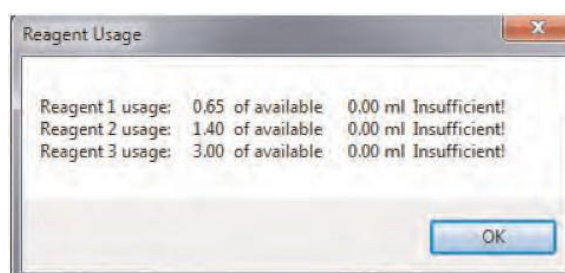 Reagent Usage
Reagent 1 usage: 0.65 of available 0.00 ml Insufficient!
Reagent 2 usage: 1.40 of available 0.00 ml Insufficient!
Reagent 3 usage: 3.00 of available 0.00 ml Insufficient!
OK